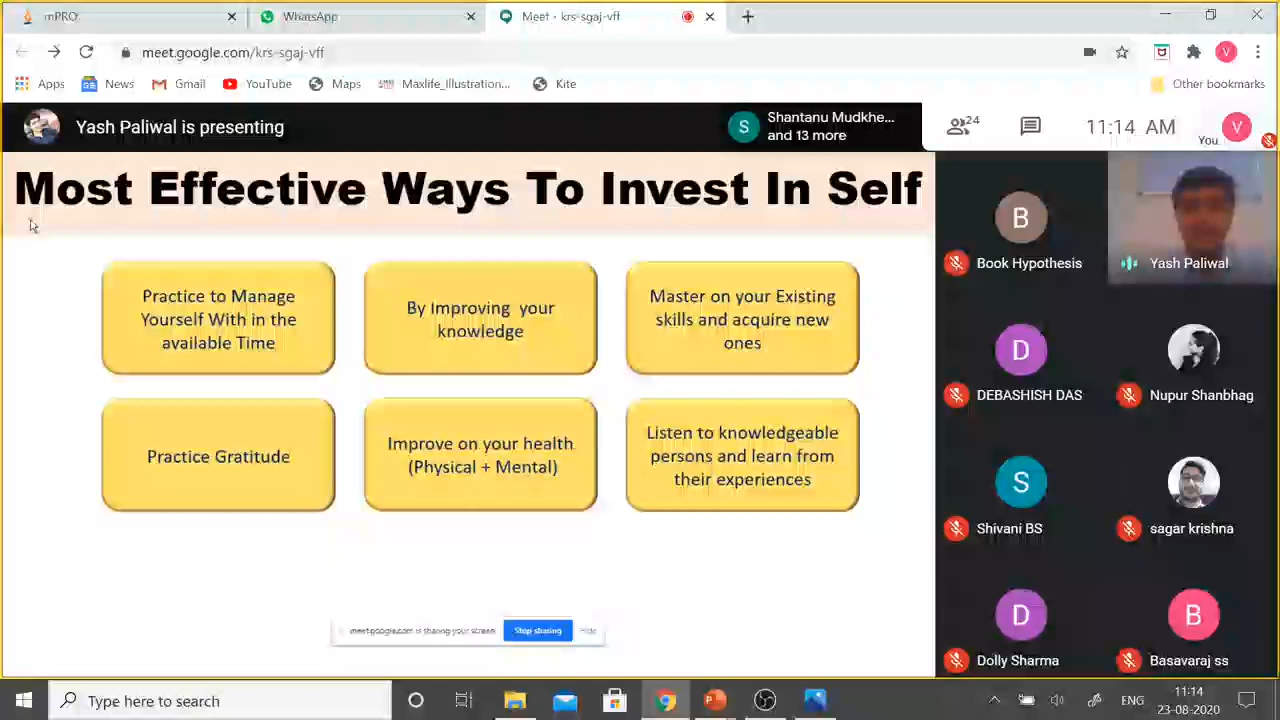 mPRO
WhatsApp
Meet - krs-sgaj-vff
meet.google.com/krs-sgaj-vff
Apps
News
Gmail
YouTube
Maps
Maxlife_Illustration...
Kite
Other bookmarks
Yash Paliwal is presenting
S
Shantanu Mudkhe...
and 13 more
24
11:14 AM
You
V
Most Effective Ways To Invest In Self
Practice to Manage
Yourself With in the
available Time
By Improving your
knowledge
Master on your Existing
skills and acquire new
ones
Practice Gratitude
Improve on your health
(Physical + Mental)
Listen to knowledgeable
persons and learn from
their experiences
meet.google.com is sharing your screen
Stop sharing
Hide
B
Book Hypothesis
Yash Paliwal
D
DEBASHISH DAS
Nupur Shanbhag
S
Shivani BS
sagar krishna
D
Dolly Sharma
B
Basavaraj ss
Type here to search
ENG
11:14
23-08-2020